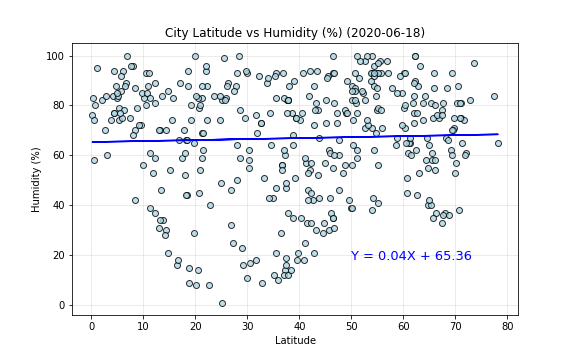 City Latitude vs Humidity (%) (2020-06-18)
100
80
60
40
20
0
Humidity (%)
Y = 0.04X + 65.36
0 10 20 30 40 50 60 70 80
Latitude